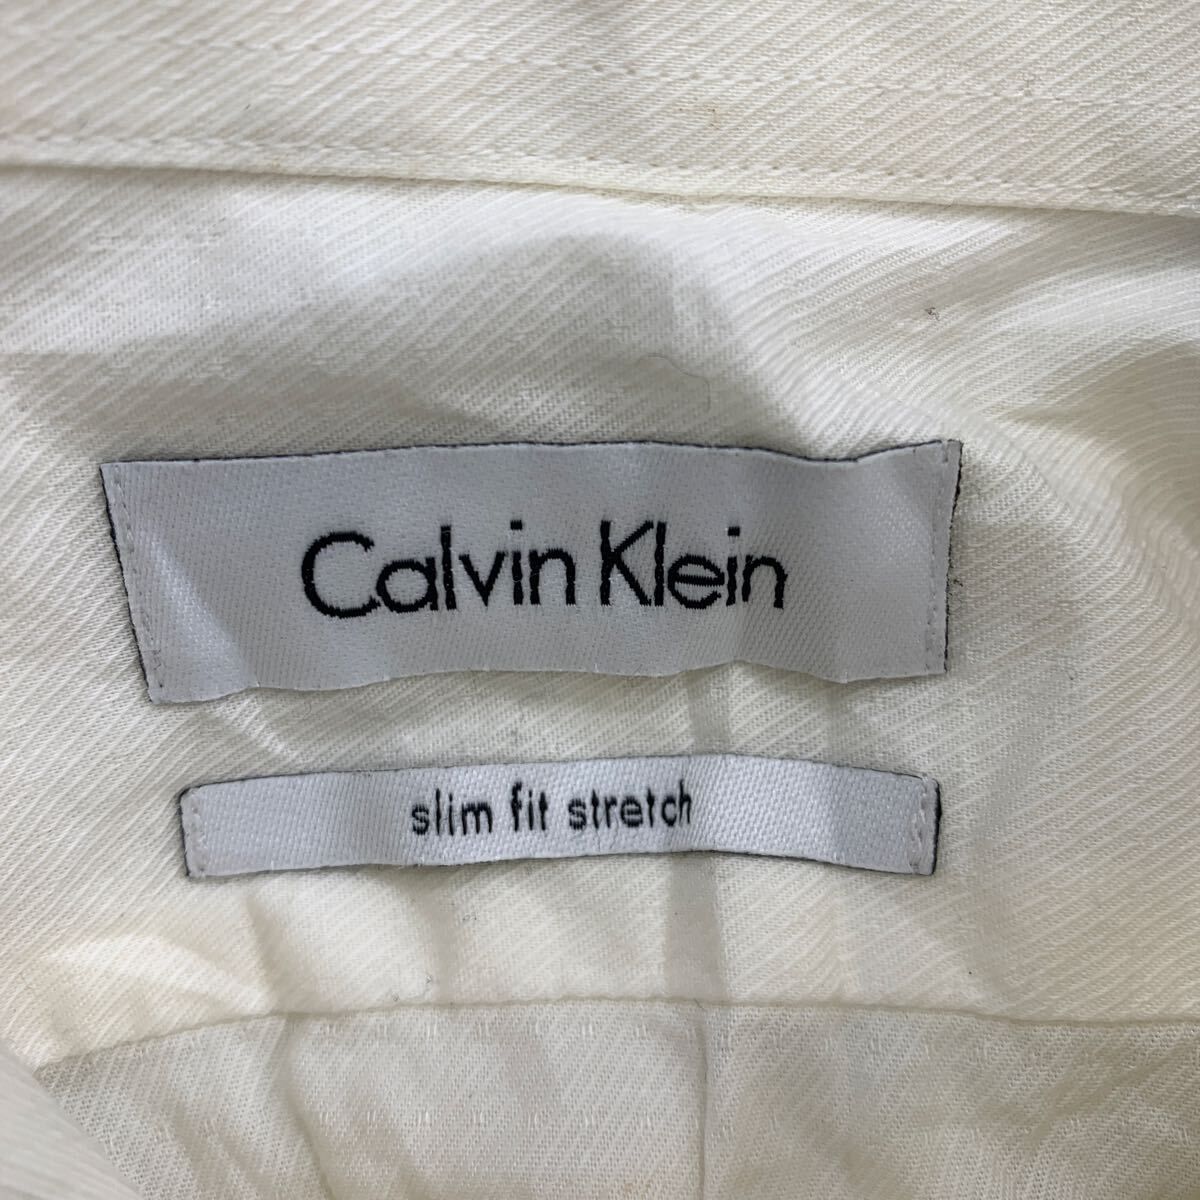 Calvin Klein
slim fit stretch